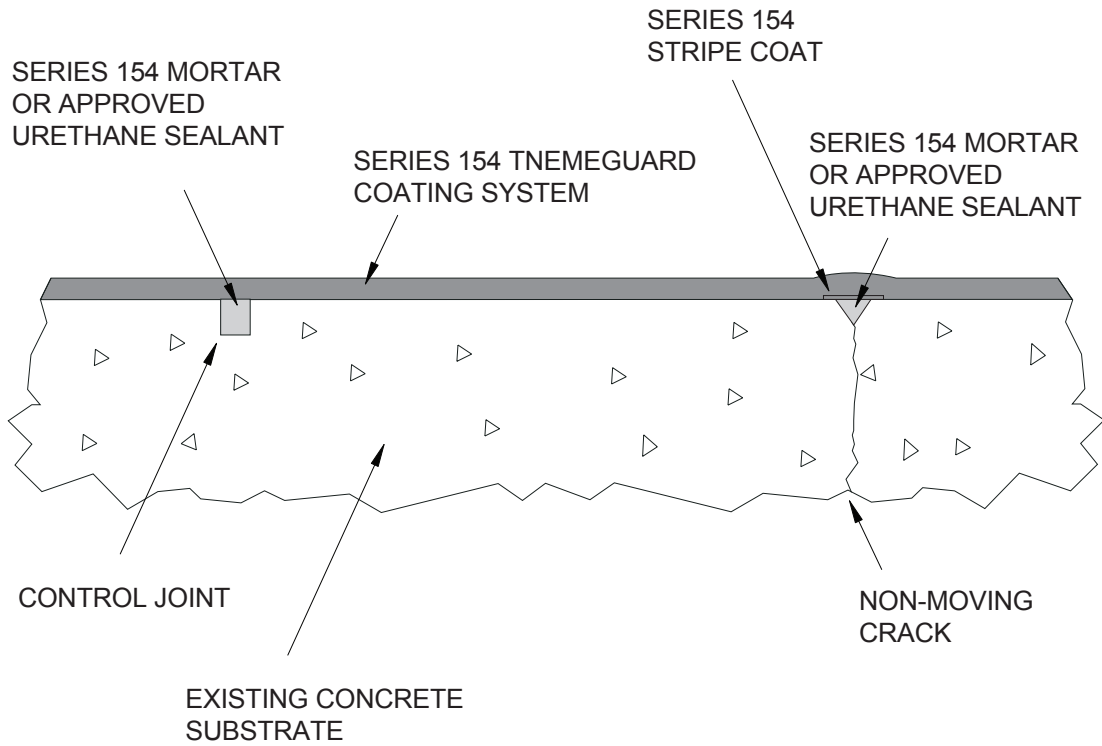 SERIES 154
STRIPE COAT
SERIES 154 MORTAR
OR APPROVED
URETHANE SEALANT
SERIES 154 TNEMEGUARD
COATING SYSTEM
SERIES 154 MORTAR
OR APPROVED
URETHANE SEALANT
CONTROL JOINT
NON-MOVING
CRACK
EXISTING CONCRETE
SUBSTRATE